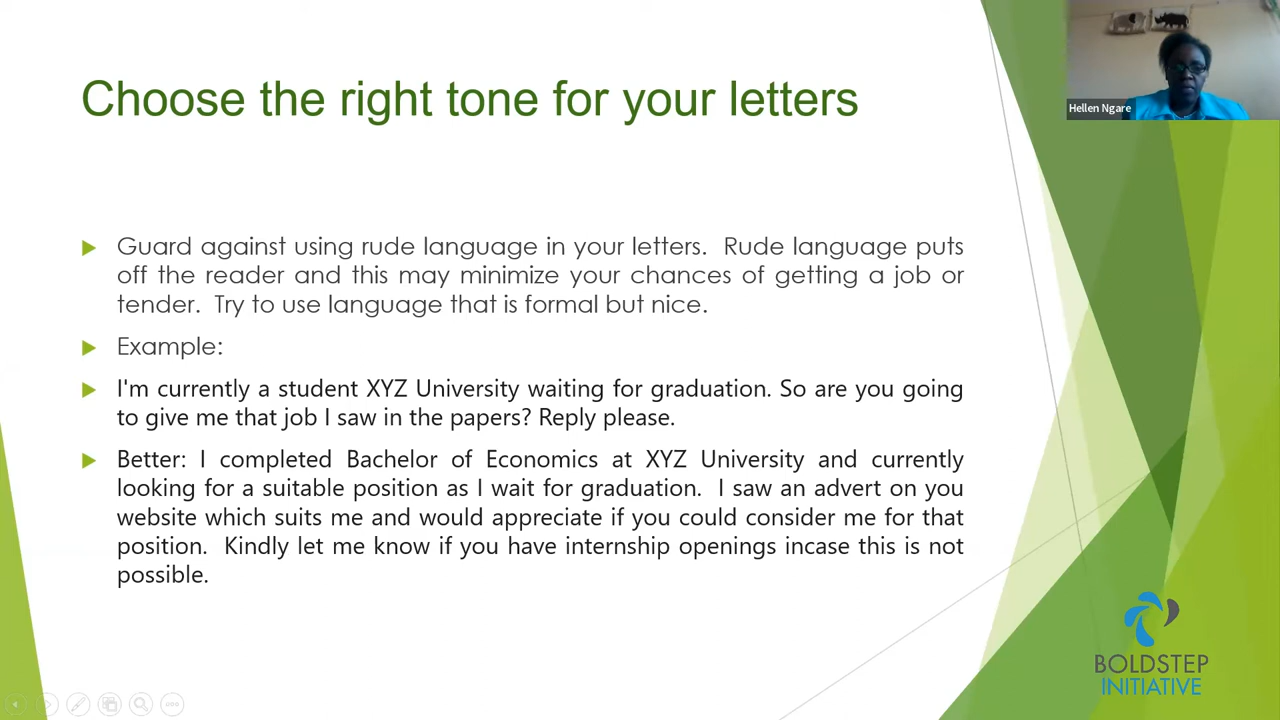 Choose the right tone for your letters
Hellen Ngare
Guard against using rude language in your letters. Rude language puts
off the reader and this may minimize your chances of getting a job or
tender. Try to use language that is formal but nice.
Example:
I'm currently a student XYZ University waiting for graduation. So are you going
to give me that job I saw in the papers? Reply please.
Better: I completed Bachelor of Economics at XYZ University and currently
looking for a suitable position as I wait for graduation. I saw an advert on you
website which suits me and would appreciate if you could consider me for that
position. Kindly let me know if you have internship openings incase this is not
possible.
BOLDSTEP
INITIATIVE